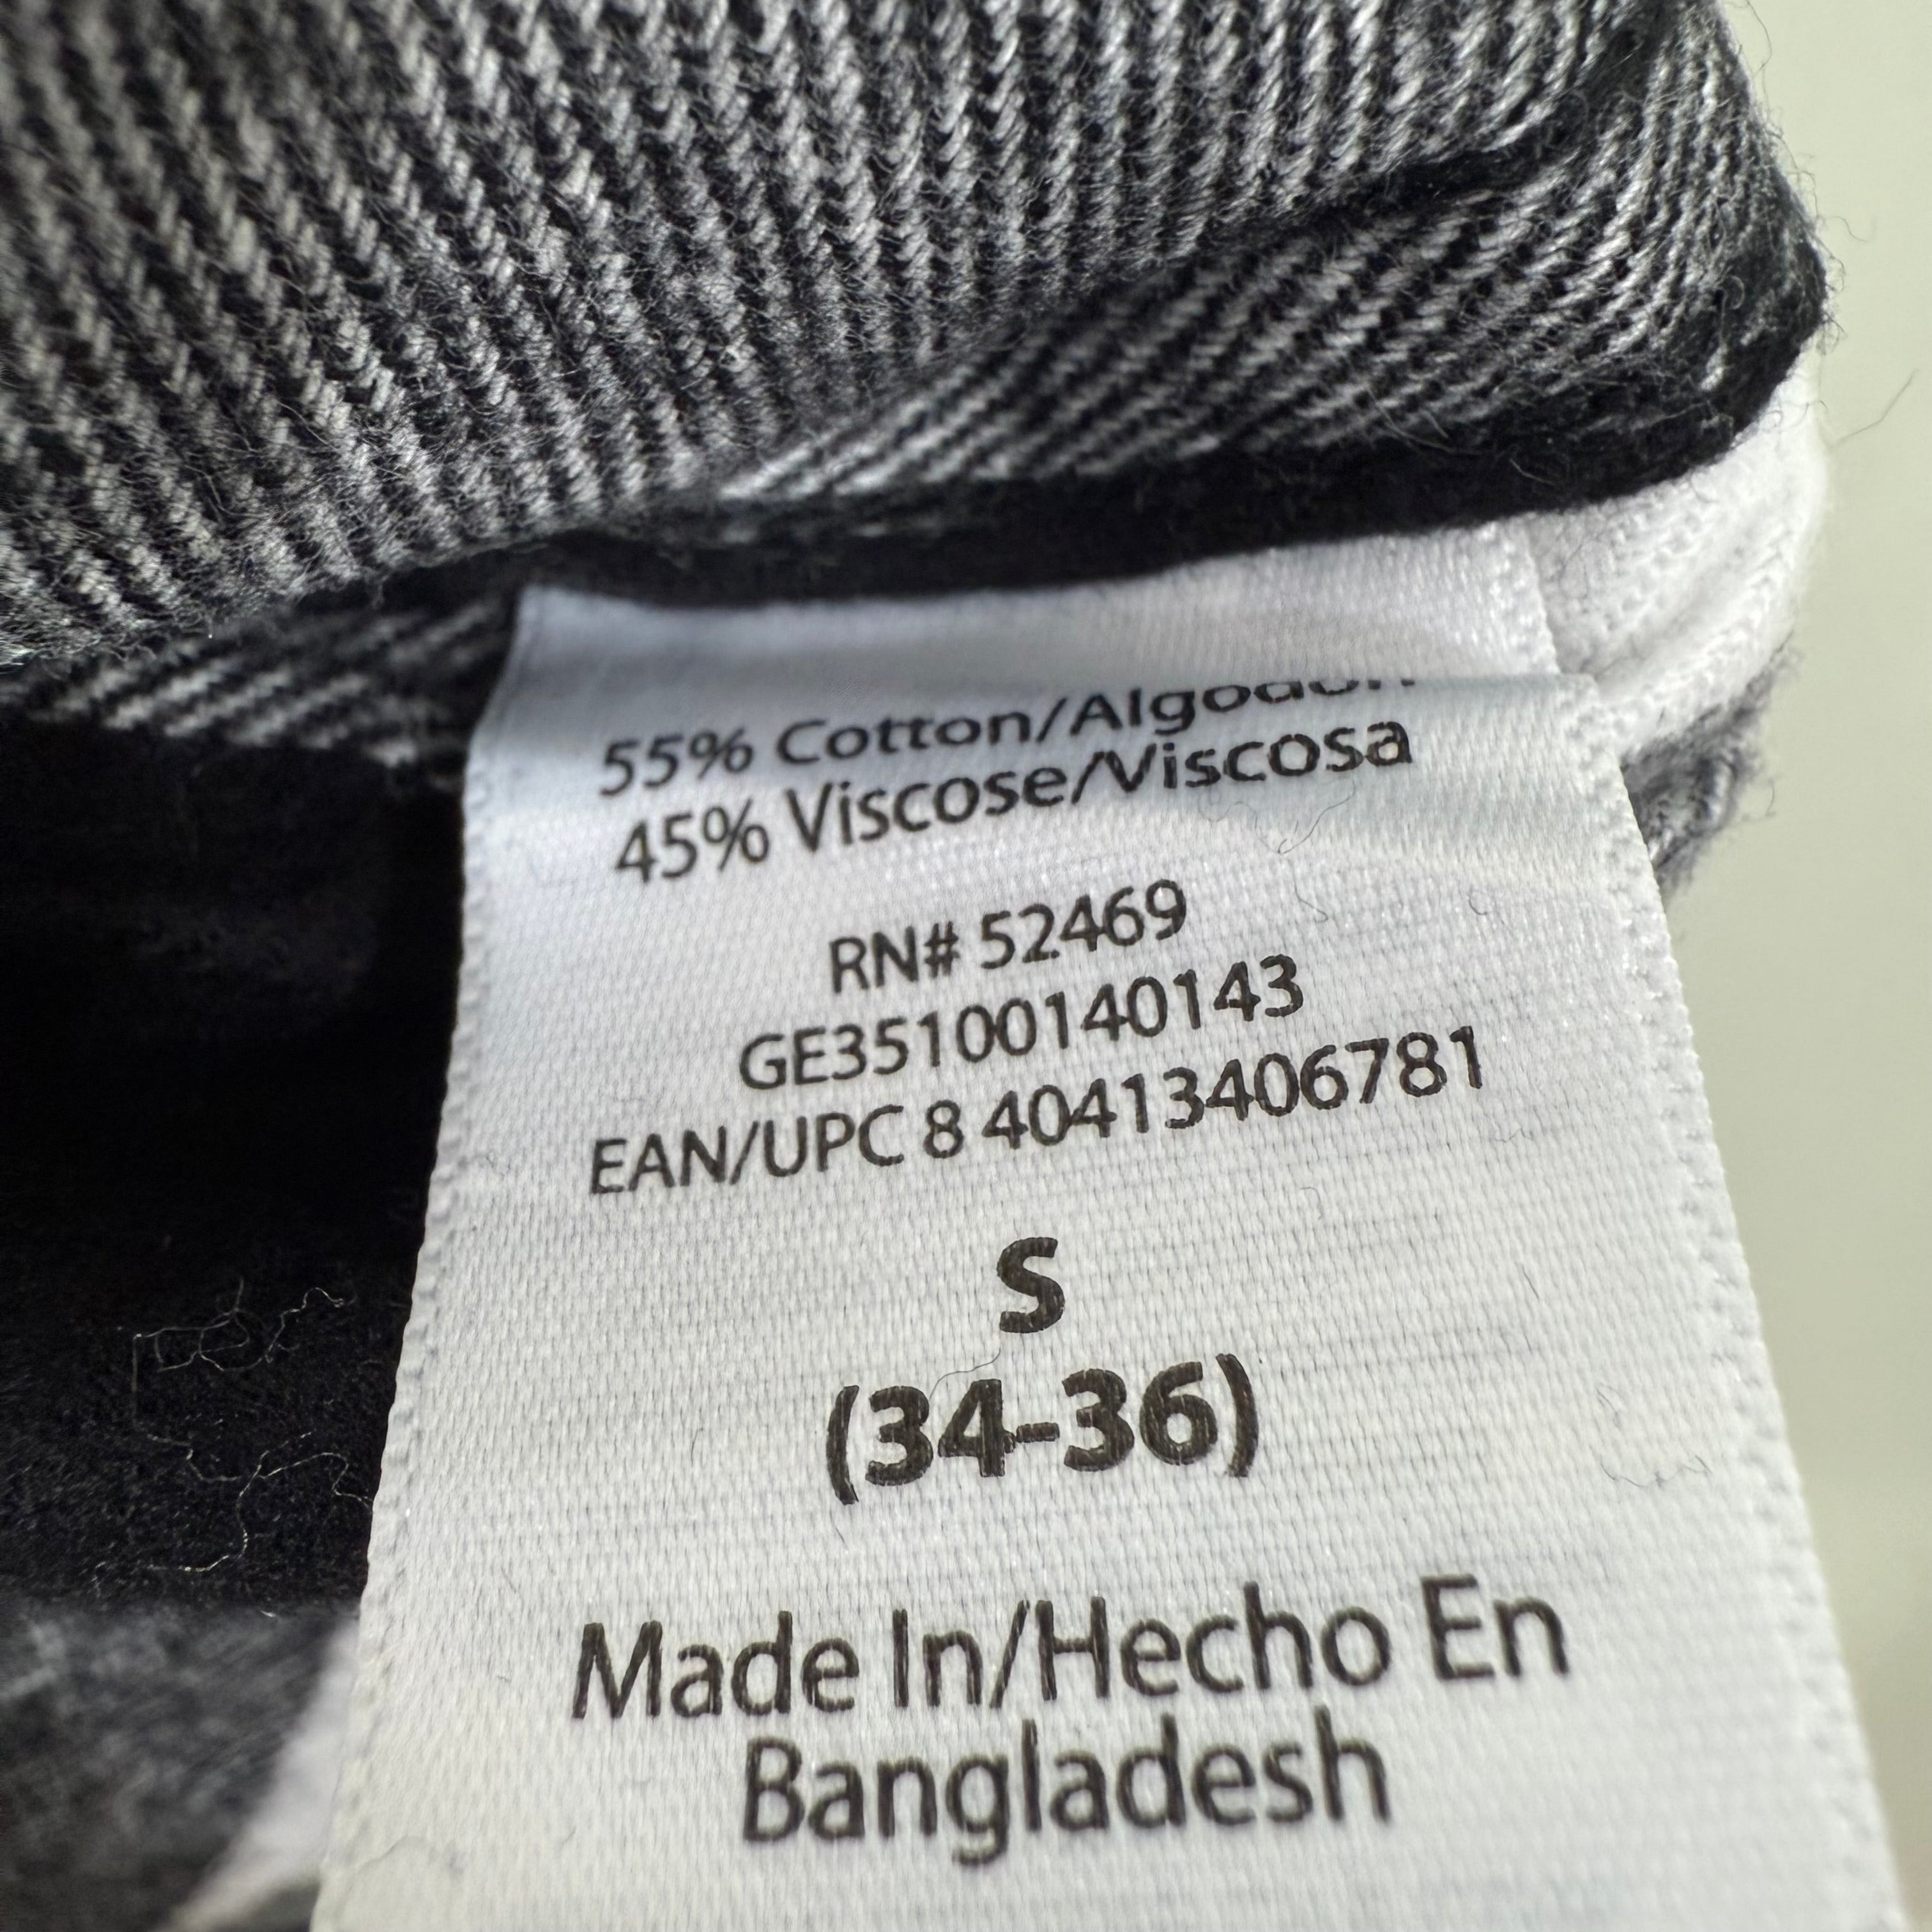 55% Cotton/Algodon
45% Viscose/Viscosa
RN# 52469
GE35100140143
EAN/UPC 8 40413406781
S
(34-36)
Made In/Hecho En
Bangladesh